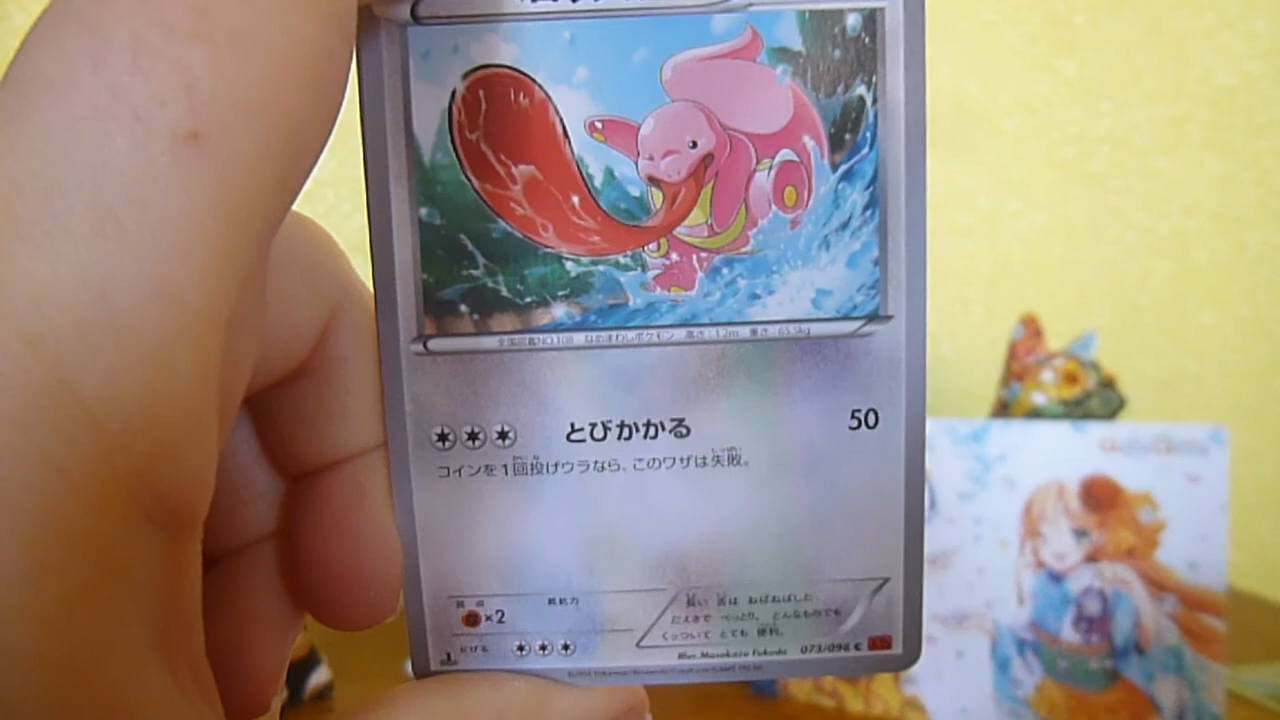 全国図鑑NO.108 なめまわしポケモン 高さ：1.2m 重さ：65.5kg
とびかかる 50
コインを1回投げウラなら、このワザは失敗。
弱点 抵抗力
×2
にげる
長い 舌は ねばねばした
だえきで べっとり。 どんなものでも
くっついて とても 便利。
Illus. Masakazu Fukuda 073/096 C